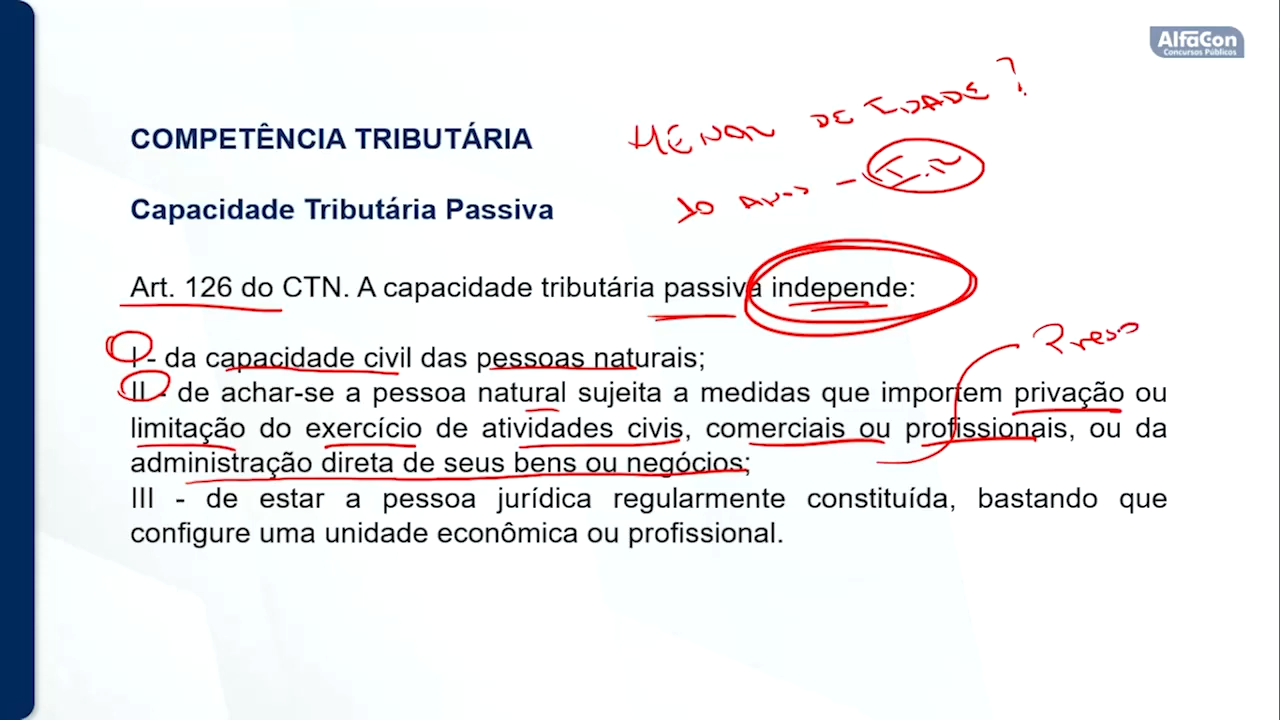 AlfaCon
Concursos Públicos
MENOR DE IDADE ?
COMPETÊNCIA TRIBUTÁRIA
10 ANOS - I.R
Capacidade Tributária Passiva
Art. 126 do CTN. A capacidade tributária passiva independe:
Preso
I - da capacidade civil das pessoas naturais;
II - de achar-se a pessoa natural sujeita a medidas que importem privação ou
limitação do exercício de atividades civis, comerciais ou profissionais, ou da
administração direta de seus bens ou negócios;
III - de estar a pessoa jurídica regularmente constituída, bastando que
configure uma unidade econômica ou profissional.